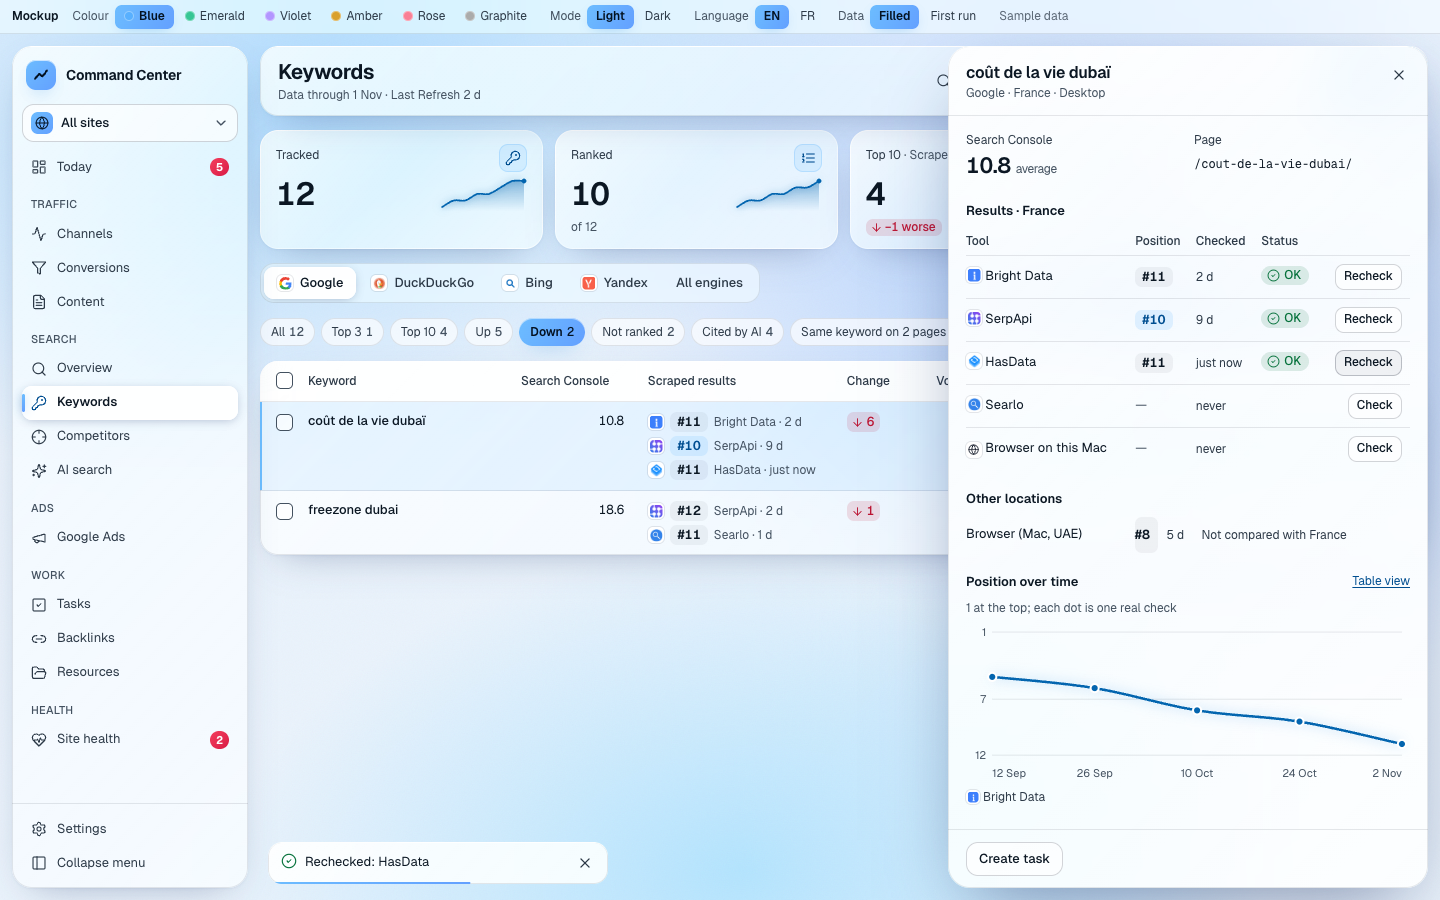 Mockup Colour Blue Emerald Violet Amber Rose Graphite Mode Light Dark Language EN FR Data Filled First run Sample data
Command Center
All sites
Today 5
TRAFFIC
Channels
Conversions
Content
SEARCH
Overview
Keywords
Competitors
AI search
ADS
Google Ads
WORK
Tasks
Backlinks
Resources
HEALTH
Site health 2
Settings
Collapse menu
Keywords
Data through 1 Nov · Last Refresh 2 d
Tracked
12
Ranked
10
of 12
Top 10 · Scrape
4
↓ −1 worse
Google DuckDuckGo Bing Yandex All engines
All 12 Top 3 1 Top 10 4 Up 5 Down 2 Not ranked 2 Cited by AI 4 Same keyword on 2 pages
Keyword Search Console Scraped results Change
coût de la vie dubaï 10.8 #11 Bright Data · 2 d ↓ 6
#10 SerpApi · 9 d
#11 HasData · just now
freezone dubai 18.6 #12 SerpApi · 2 d ↓ 1
#11 Searlo · 1 d
Rechecked: HasData
coût de la vie dubaï
Google · France · Desktop
Search Console Page
10.8 average /cout-de-la-vie-dubai/
Results · France
Tool Position Checked Status
Bright Data #11 2 d OK Recheck
SerpApi #10 9 d OK Recheck
HasData #11 just now OK Recheck
Searlo — never Check
Browser on this Mac — never Check
Other locations
Browser (Mac, UAE) #8 5 d Not compared with France
Position over time Table view
1 at the top; each dot is one real check
1
7
12
12 Sep 26 Sep 10 Oct 24 Oct 2 Nov
Bright Data
Create task